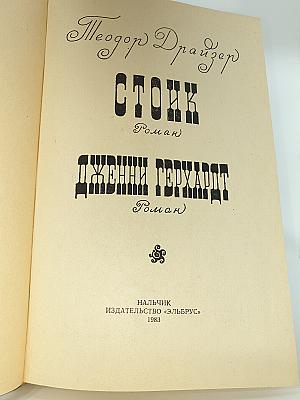 Теодор Драйзер
СТОИК
Роман
ДЖЕННИ ГЕРХАРДТ
Роман
НАЛЬЧИК
ИЗДАТЕЛЬСТВО «ЭЛЬБРУС»
1983